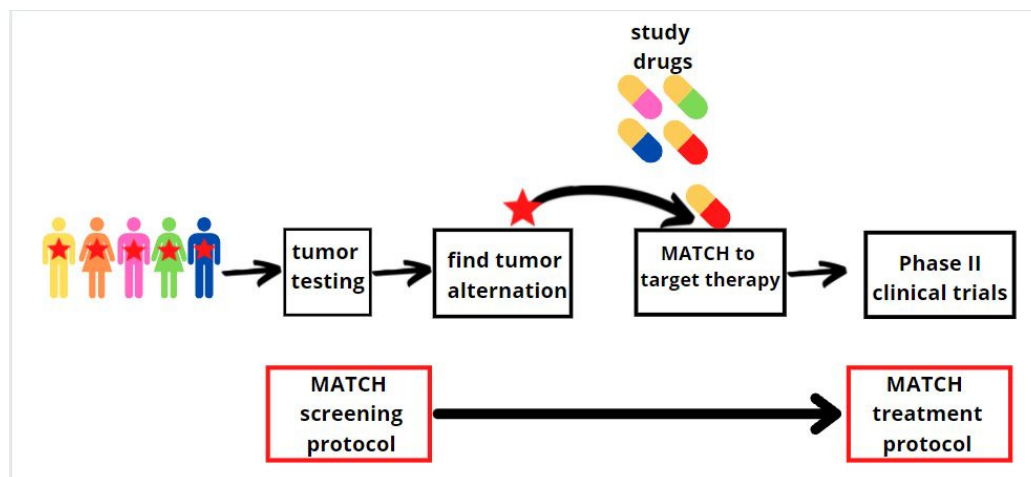 study
drugs
tumor
testing
find tumor
alternation
MATCH to
target therapy
Phase II
clinical trials
MATCH
screening
protocol
MATCH
treatment
protocol